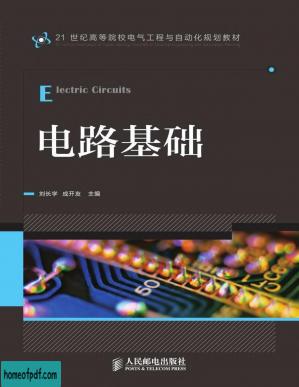 21 世纪高等院校电气工程与自动化规划教材
Electric Circuits
电路基础
刘长学 成开友 主编
人民邮电出版社
POSTS & TELECOM PRESS
homeofpdf.com